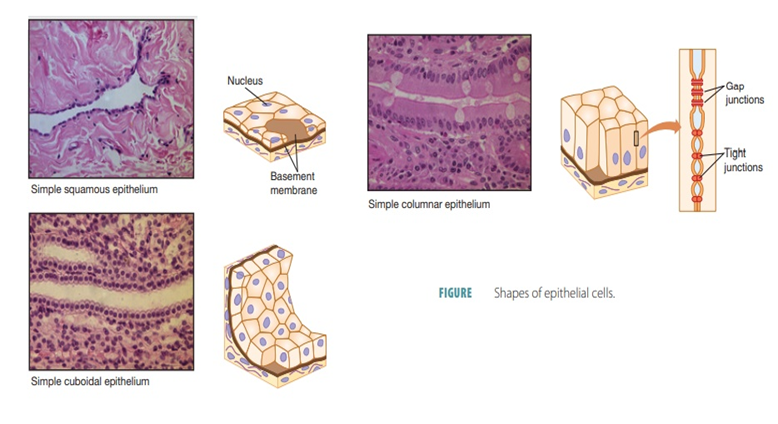 Nucleus
Basement
membrane
Simple squamous epithelium
Gap
junctions
Tight
junctions
Simple columnar epithelium
Simple cuboidal epithelium
FIGURE Shapes of epithelial cells.